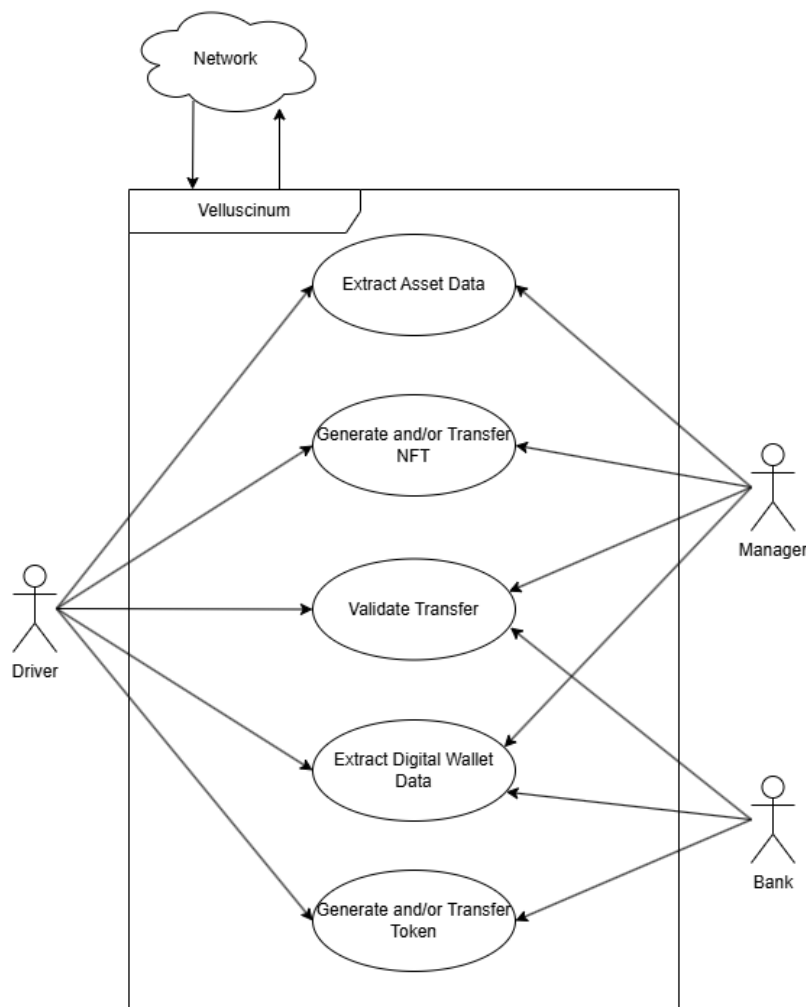 Network
Velluscinum
Extract Asset Data
Generate and/or Transfer
NFT
Manager
Validate Transfer
Driver
Extract Digital Wallet
Data
Bank
Generate and/or Transfer
Token